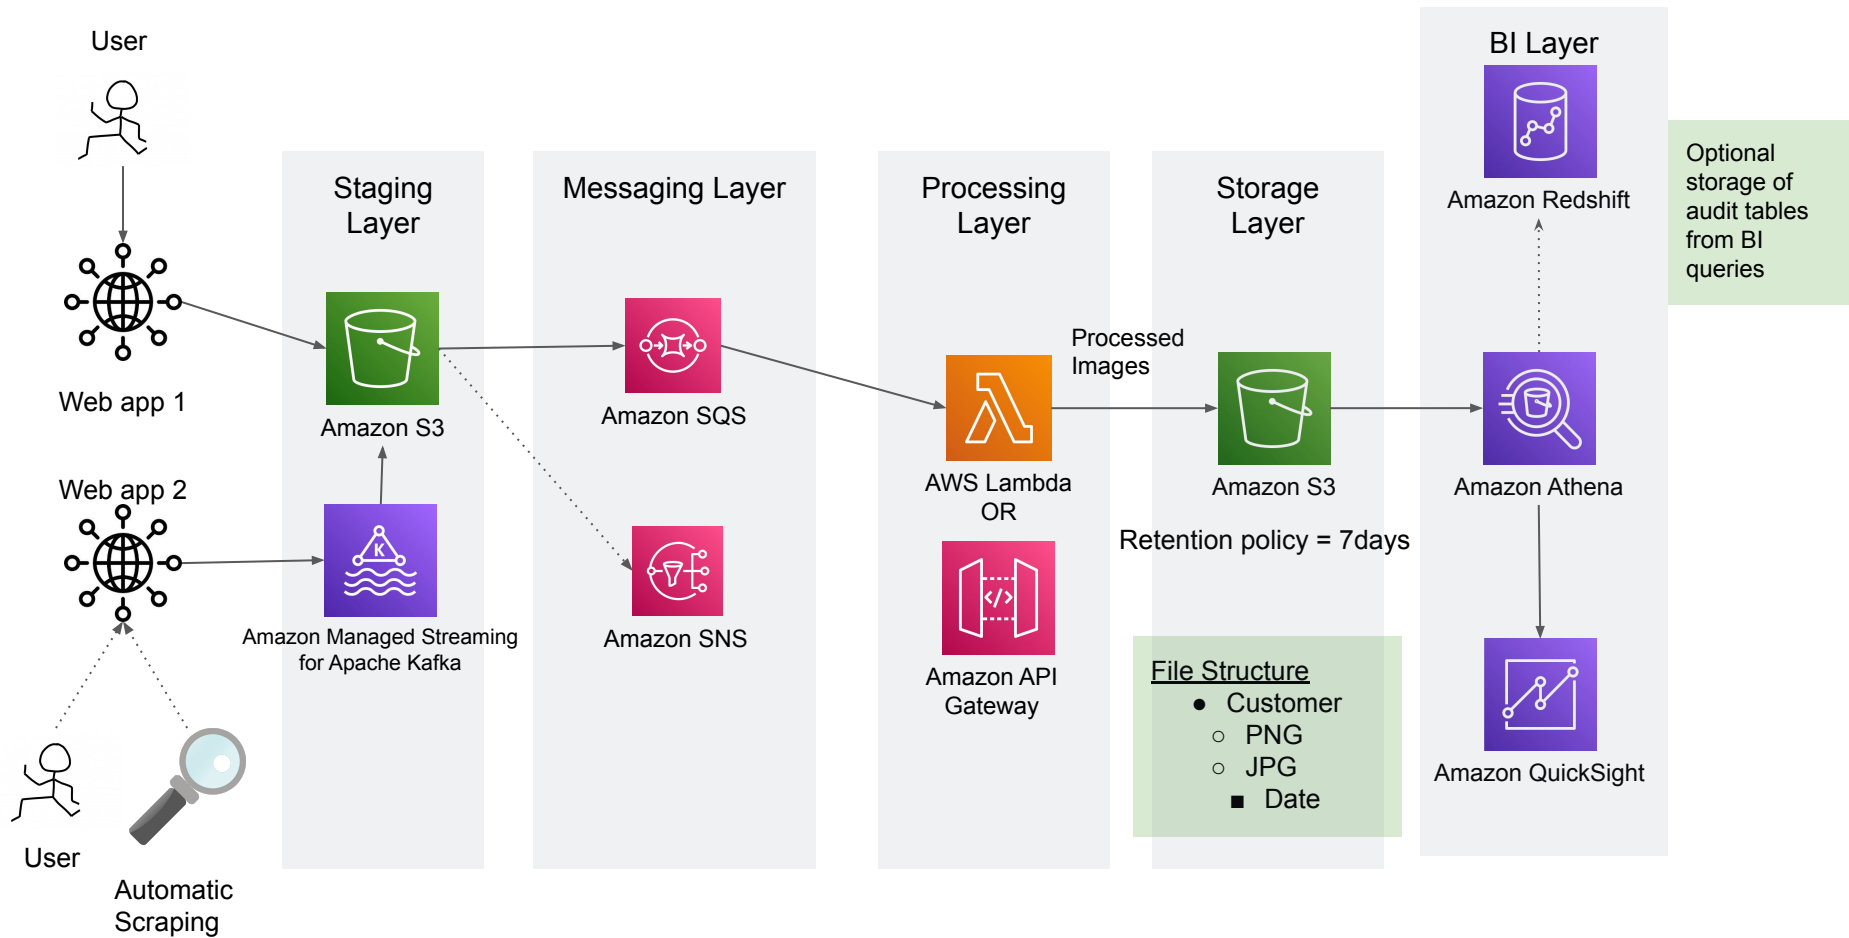 User
Web app 1
Web app 2
User
Automatic
Scraping
Staging
Layer
Amazon S3
K
Amazon Managed Streaming
for Apache Kafka
Messaging Layer
Amazon SQS
Amazon SNS
Processing
Layer
AWS Lambda
OR
</>
Amazon API
Gateway
Processed
Images
Storage
Layer
Amazon S3
Retention policy = 7days
File Structure
● Customer
○ PNG
○ JPG
■ Date
BI Layer
Amazon Redshift
Amazon Athena
Amazon QuickSight
Optional
storage of
audit tables
from BI
queries